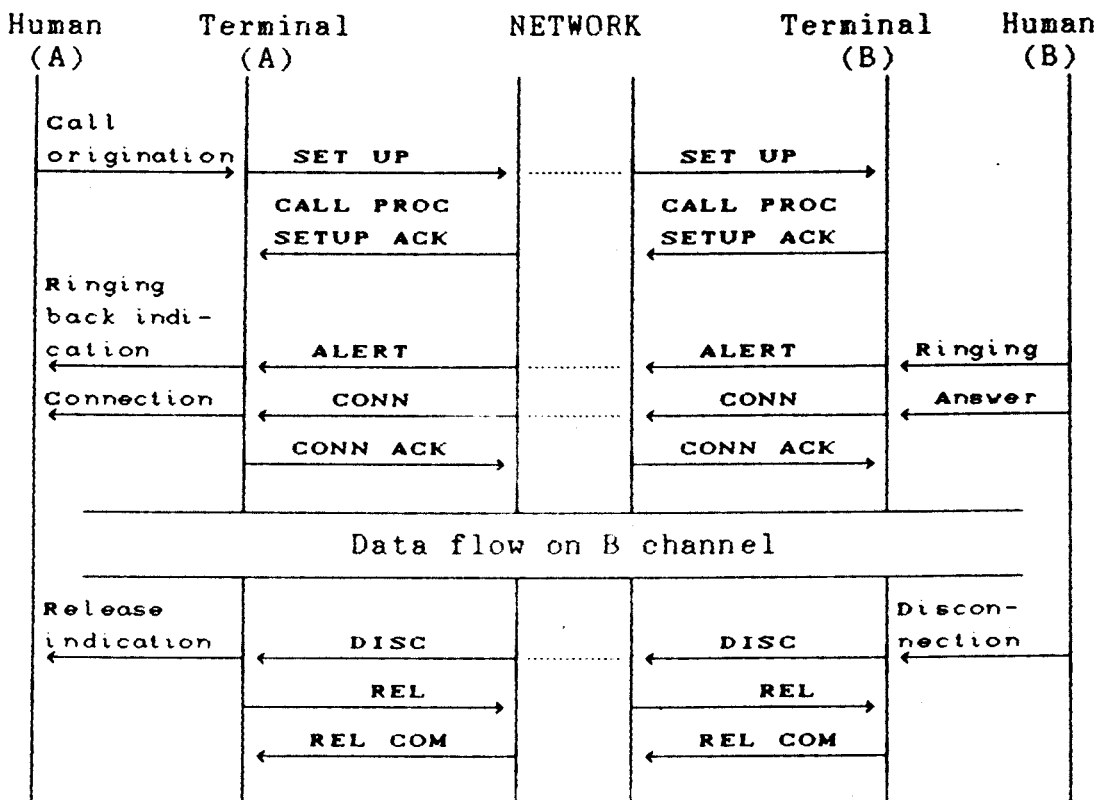 Human Terminal NETWORK Terminal Human
(A) (A) (B) (B)
Call
origination SET UP SET UP
CALL PROC CALL PROC
SETUP ACK SETUP ACK
Ringing
back indi-
cation ALERT ALERT Ringing
Connection CONN CONN Answer
CONN ACK CONN ACK
Data flow on B channel
Release Discon-
indication DISC DISC nection
REL REL
REL COM REL COM